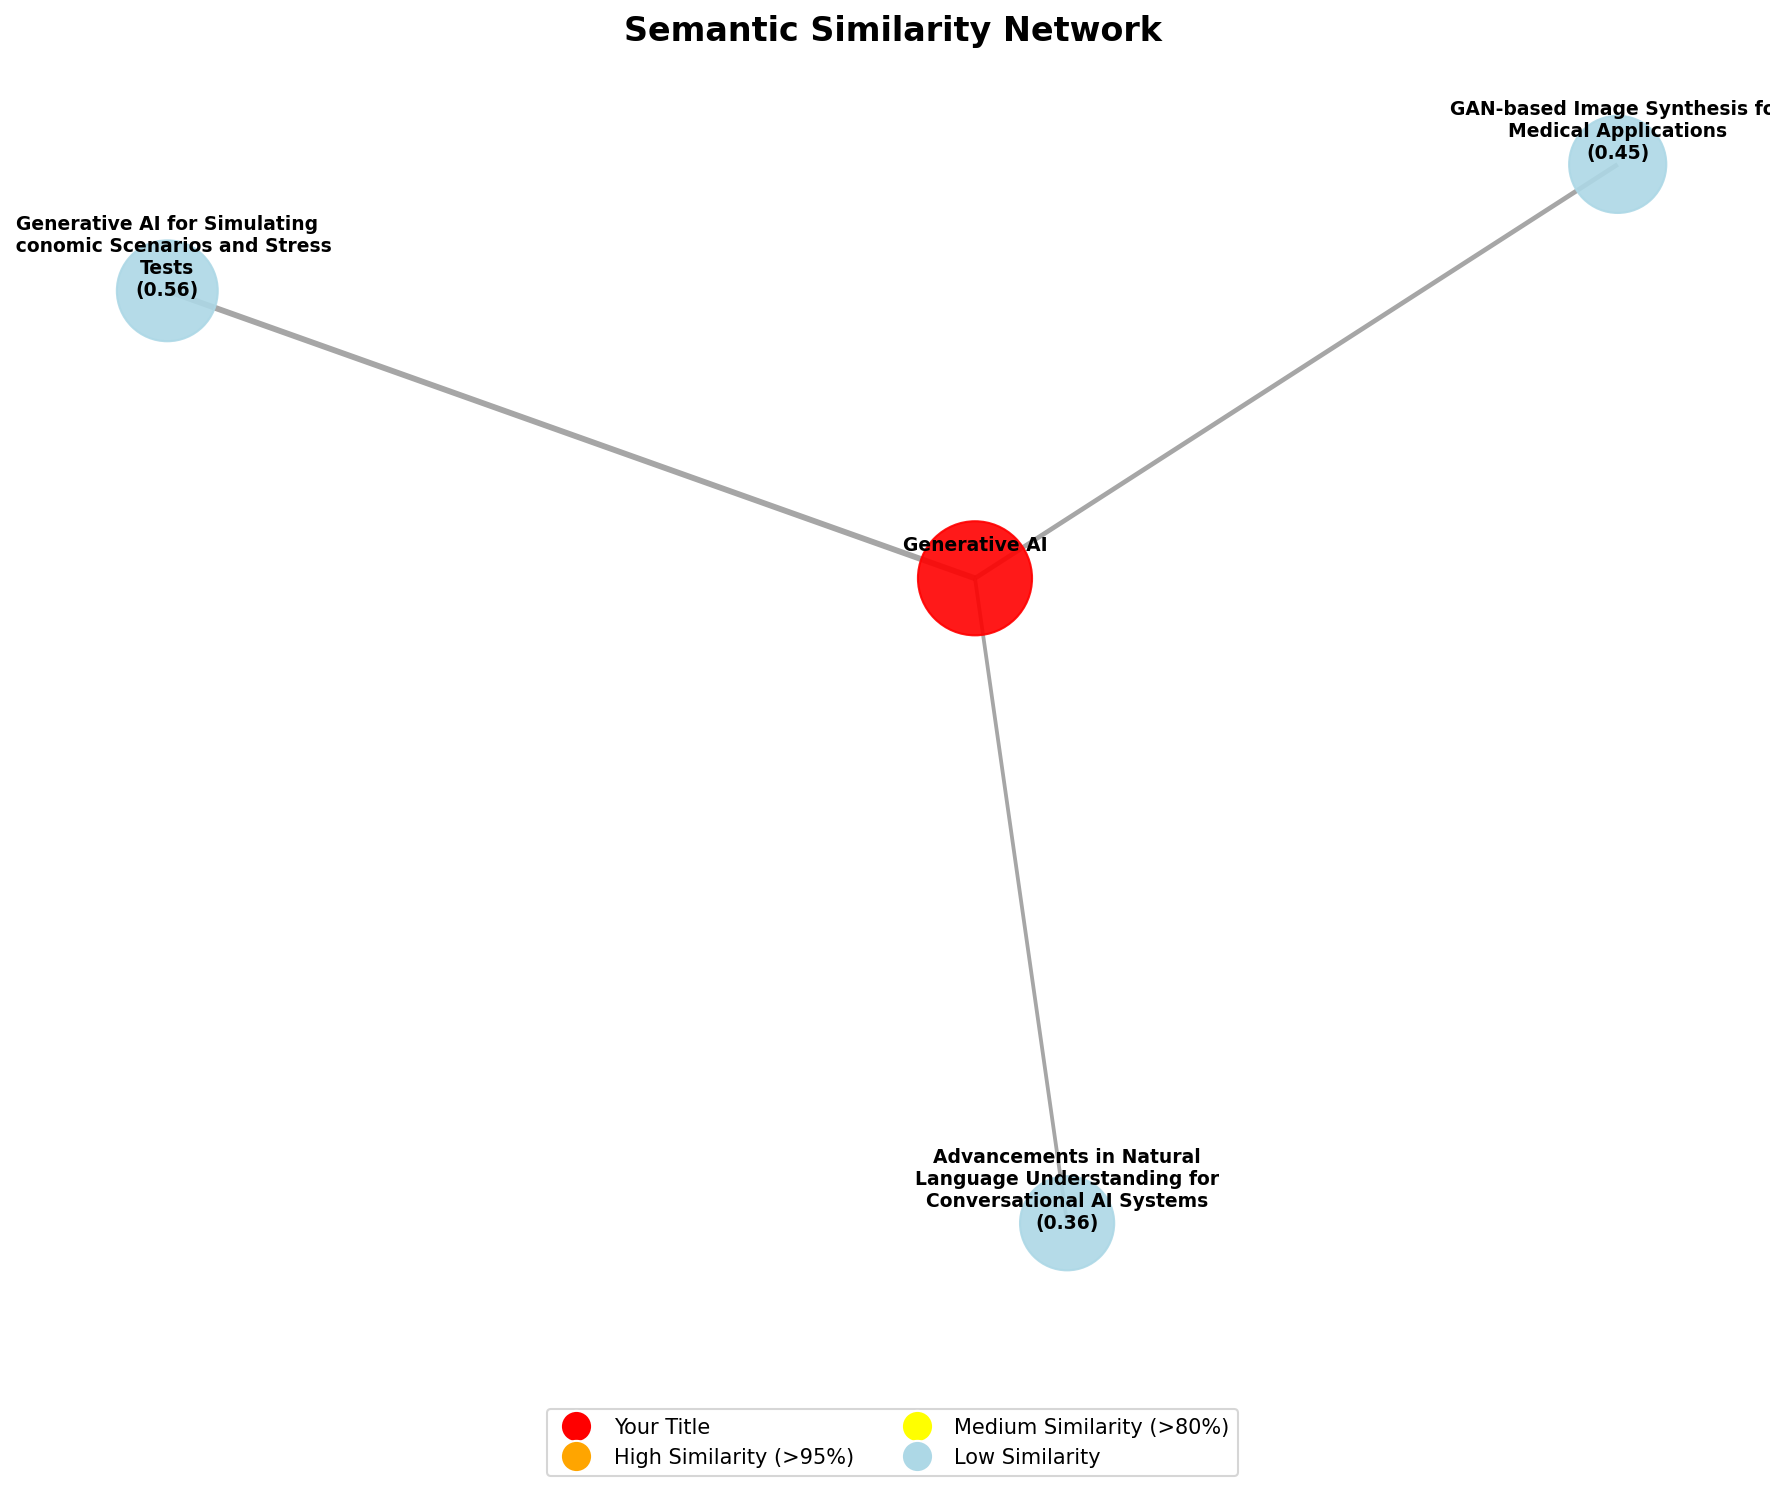 Semantic Similarity Network
GAN-based Image Synthesis fo
Medical Applications
(0.45)
Generative AI for Simulating
conomic Scenarios and Stress
Tests
(0.56)
Generative AI
Advancements in Natural
Language Understanding for
Conversational AI Systems
(0.36)
Your Title
High Similarity (>95%)
Medium Similarity (>80%)
Low Similarity